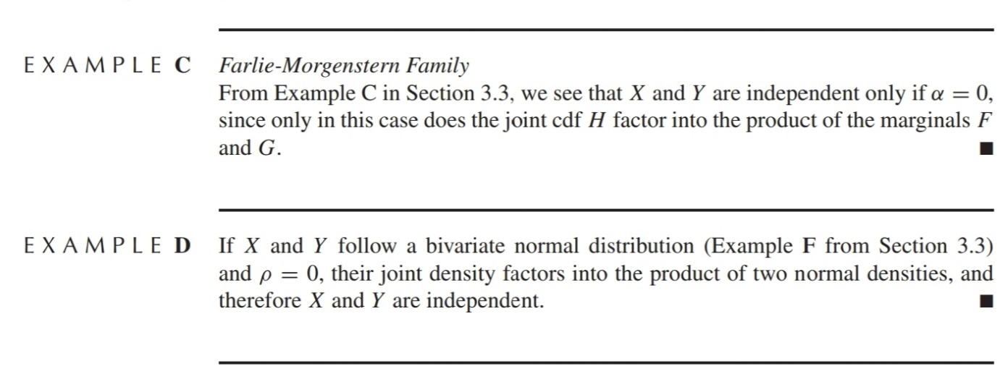 EXAMPLE C Farlie-Morgenstern Family
From Example C in Section 3.3, we see that X and Y are independent only if α = 0,
since only in this case does the joint cdf H factor into the product of the marginals F
and G. ■
EXAMPLE D If X and Y follow a bivariate normal distribution (Example F from Section 3.3)
and ρ = 0, their joint density factors into the product of two normal densities, and
therefore X and Y are independent. ■